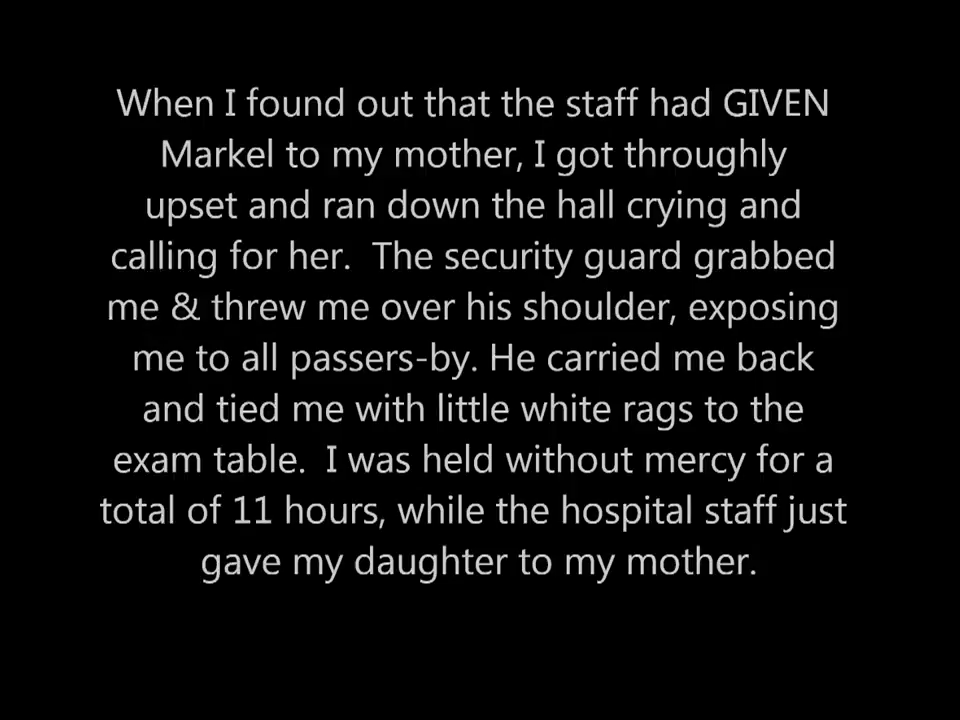 When I found out that the staff had GIVEN
Markel to my mother, I got throughly
upset and ran down the hall crying and
calling for her.  The security guard grabbed
me & threw me over his shoulder, exposing
me to all passers-by. He carried me back
and tied me with little white rags to the
exam table.  I was held without mercy for a
total of 11 hours, while the hospital staff just
gave my daughter to my mother.